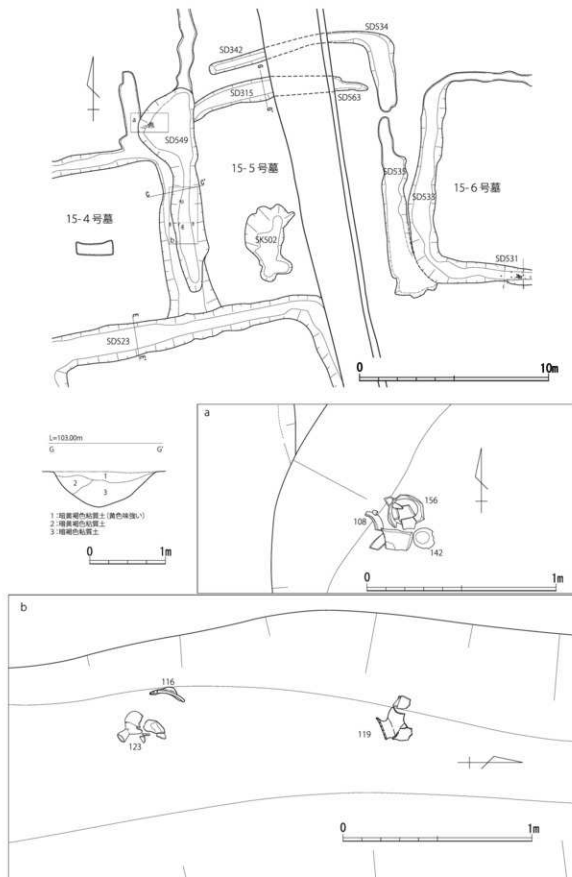 SD534
SD342
SD315
SD563
SD549
a
15-5号墓
SD535
SD533
15-6号墓
G
G'
15-4号墓
SK502
SD531
SD523
0 10m
L=103.00m
G G'
1
2
3
1：暗黄褐色粘質土（黄色味強い）
2：暗黄褐色粘質土
3：暗褐色粘質土
0 1m
a
156
108
142
0 1m
b
116
123
119
0 1m